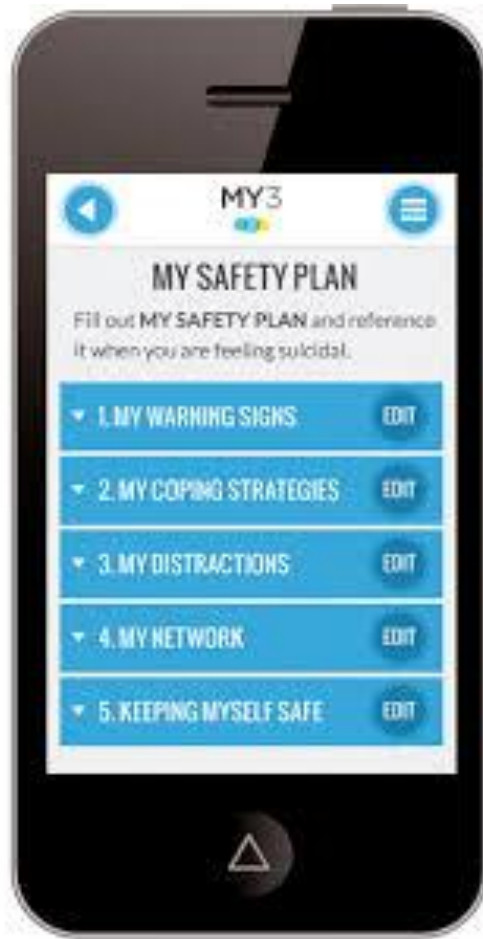 MY3
MY SAFETY PLAN
Fill out MY SAFETY PLAN and reference
it when you are feeling suicidal.
1. MY WARNING SIGNS EDIT
2. MY COPING STRATEGIES EDIT
3. MY DISTRACTIONS EDIT
4. MY NETWORK EDIT
5. KEEPING MYSELF SAFE EDIT